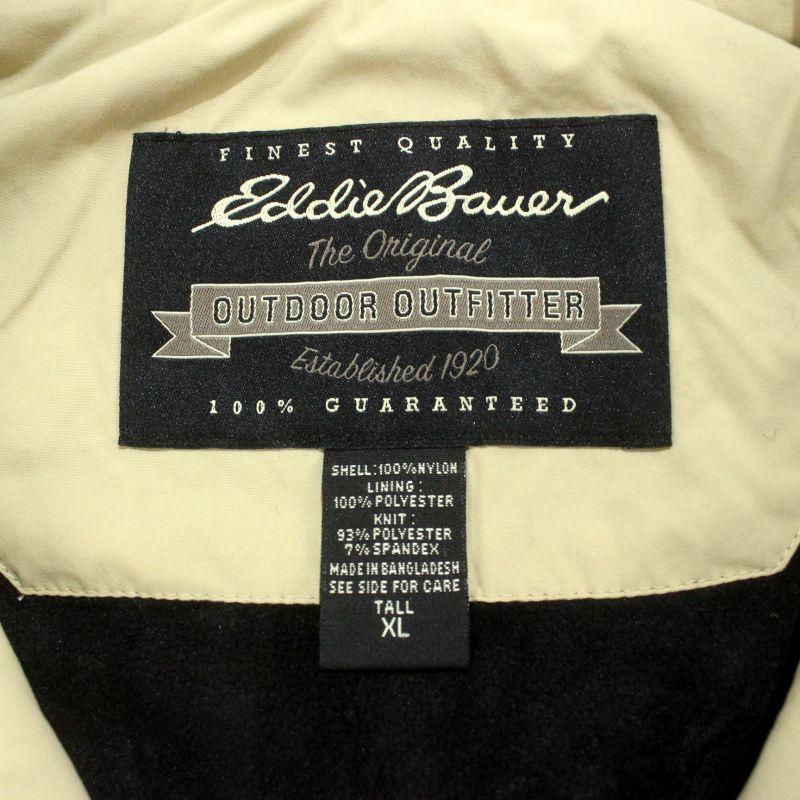 FINEST QUALITY
Eddie Bauer
The Original
OUTDOOR OUTFITTER
Established 1920
100% GUARANTEED
SHELL:100%NYLON
LINING:
100% POLYESTER
KNIT:
93% POLYESTER
7% SPANDEX
MADE IN BANGLADESH
SEE SIDE FOR CARE
TALL
XL